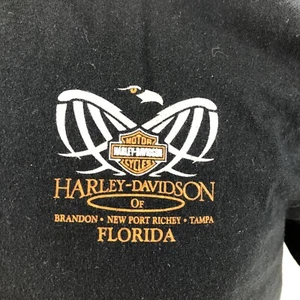 MOTOR
HARLEY-DAVIDSON
CYCLES
HARLEY-DAVIDSON
OF
BRANDON • NEW PORT RICHEY • TAMPA
FLORIDA